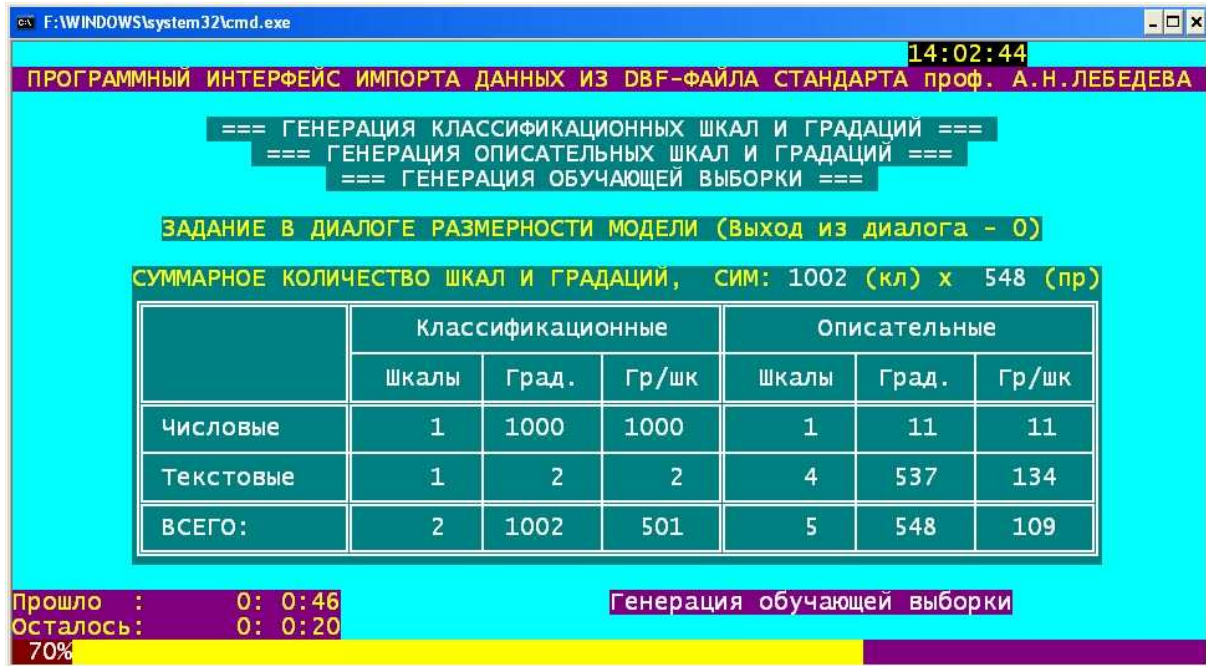 F:\WINDOWS\system32\cmd.exe
14:02:44
ПРОГРАММНЫЙ ИНТЕРФЕЙС ИМПОРТА ДАННЫХ ИЗ DBF-ФАЙЛА СТАНДАРТА проф. А.Н.ЛЕБЕДЕВА
=== ГЕНЕРАЦИЯ КЛАССИФИКАЦИОННЫХ ШКАЛ И ГРАДАЦИЙ ===
=== ГЕНЕРАЦИЯ ОПИСАТЕЛЬНЫХ ШКАЛ И ГРАДАЦИЙ ===
=== ГЕНЕРАЦИЯ ОБУЧАЮЩЕЙ ВЫБОРКИ ===
ЗАДАНИЕ В ДИАЛОГЕ РАЗМЕРНОСТИ МОДЕЛИ (Выход из диалога - 0)
СУММАРНОЕ КОЛИЧЕСТВО ШКАЛ И ГРАДАЦИЙ, СИМ: 1002 (кл) x 548 (пр)
Классификационные Описательные
Шкалы Град. Гр/шк Шкалы Град. Гр/шк
Числовые 1 1000 1000 1 11 11
Текстовые 1 2 2 4 537 134
ВСЕГО: 2 1002 501 5 548 109
Прошло : 0: 0:46 Генерация обучающей выборки
Осталось: 0: 0:20
70%